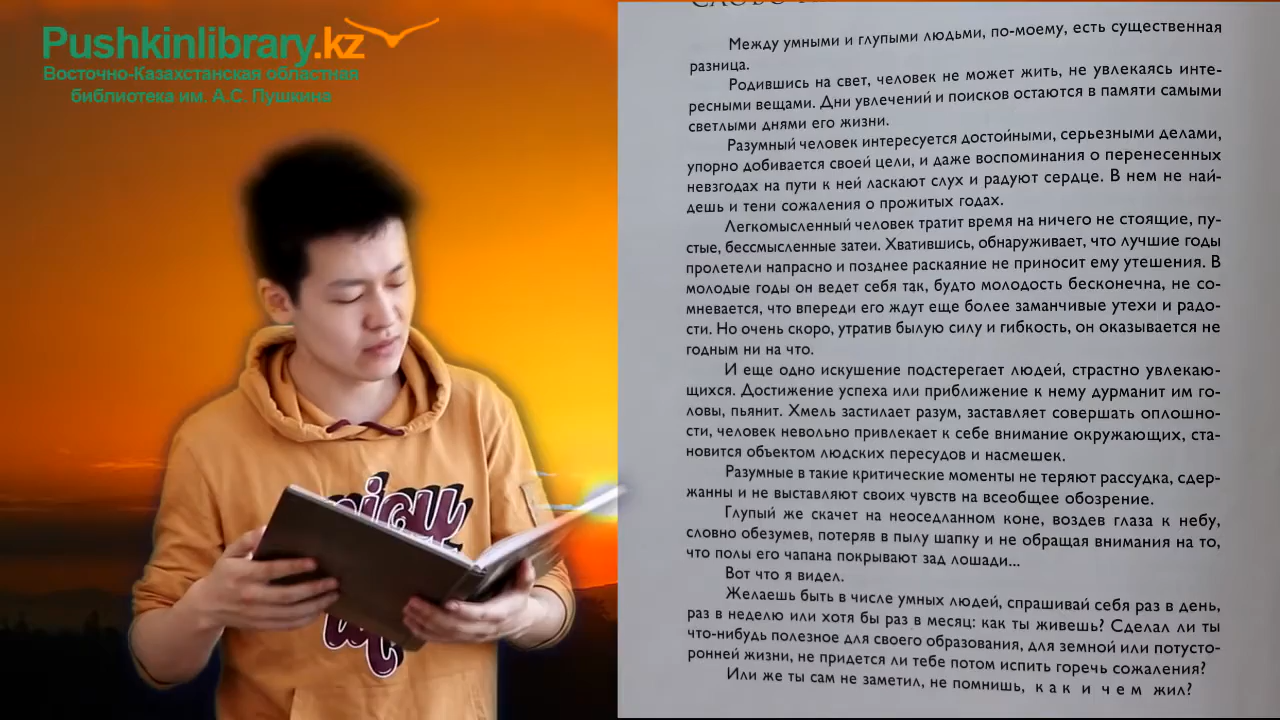 Pushkinlibrary.kz
Восточно-Казахстанская областная
библиотека им. А.С. Пушкина
Между умными и глупыми людьми, по-моему, есть существенная
разница.
Родившись на свет, человек не может жить, не увлекаясь инте-
ресными вещами. Дни увлечений и поисков остаются в памяти самыми
светлыми днями его жизни.
Разумный человек интересуется достойными, серьезными делами,
упорно добивается своей цели, и даже воспоминания о перенесенных
невзгодах на пути к ней ласкают слух и радуют сердце. В нем не най-
дешь и тени сожаления о прожитых годах.
Легкомысленный человек тратит время на ничего не стоящие, пу-
стые, бессмысленные затеи. Хватившись, обнаруживает, что лучшие годы
пролетели напрасно и позднее раскаяние не приносит ему утешения. В
молодые годы он ведет себя так, будто молодость бесконечна, не со-
мневается, что впереди его ждут еще более заманчивые утехи и радо-
сти. Но очень скоро, утратив былую силу и гибкость, он оказывается не
годным ни на что.
И еще одно искушение подстерегает людей, страстно увлекаю-
щихся. Достижение успеха или приближение к нему дурманит им го-
ловы, пьянит. Хмель застилает разум, заставляет совершать оплошно-
сти, человек невольно привлекает к себе внимание окружающих, ста-
новится объектом людских пересудов и насмешек.
Разумные в такие критические моменты не теряют рассудка, сдер-
жанны и не выставляют своих чувств на всеобщее обозрение.
Глупый же скачет на неоседланном коне, воздев глаза к небу,
словно обезумев, потеряв в пылу шапку и не обращая внимания на то,
что полы его чапана покрывают зад лошади...
Вот что я видел.
Желаешь быть в числе умных людей, спрашивай себя раз в день,
раз в неделю или хотя бы раз в месяц: как ты живешь? Сделал ли ты
что-нибудь полезное для своего образования, для земной или потусто-
ронней жизни, не придется ли тебе потом испить горечь сожаления?
Или же ты сам не заметил, не помнишь, как и чем жил?